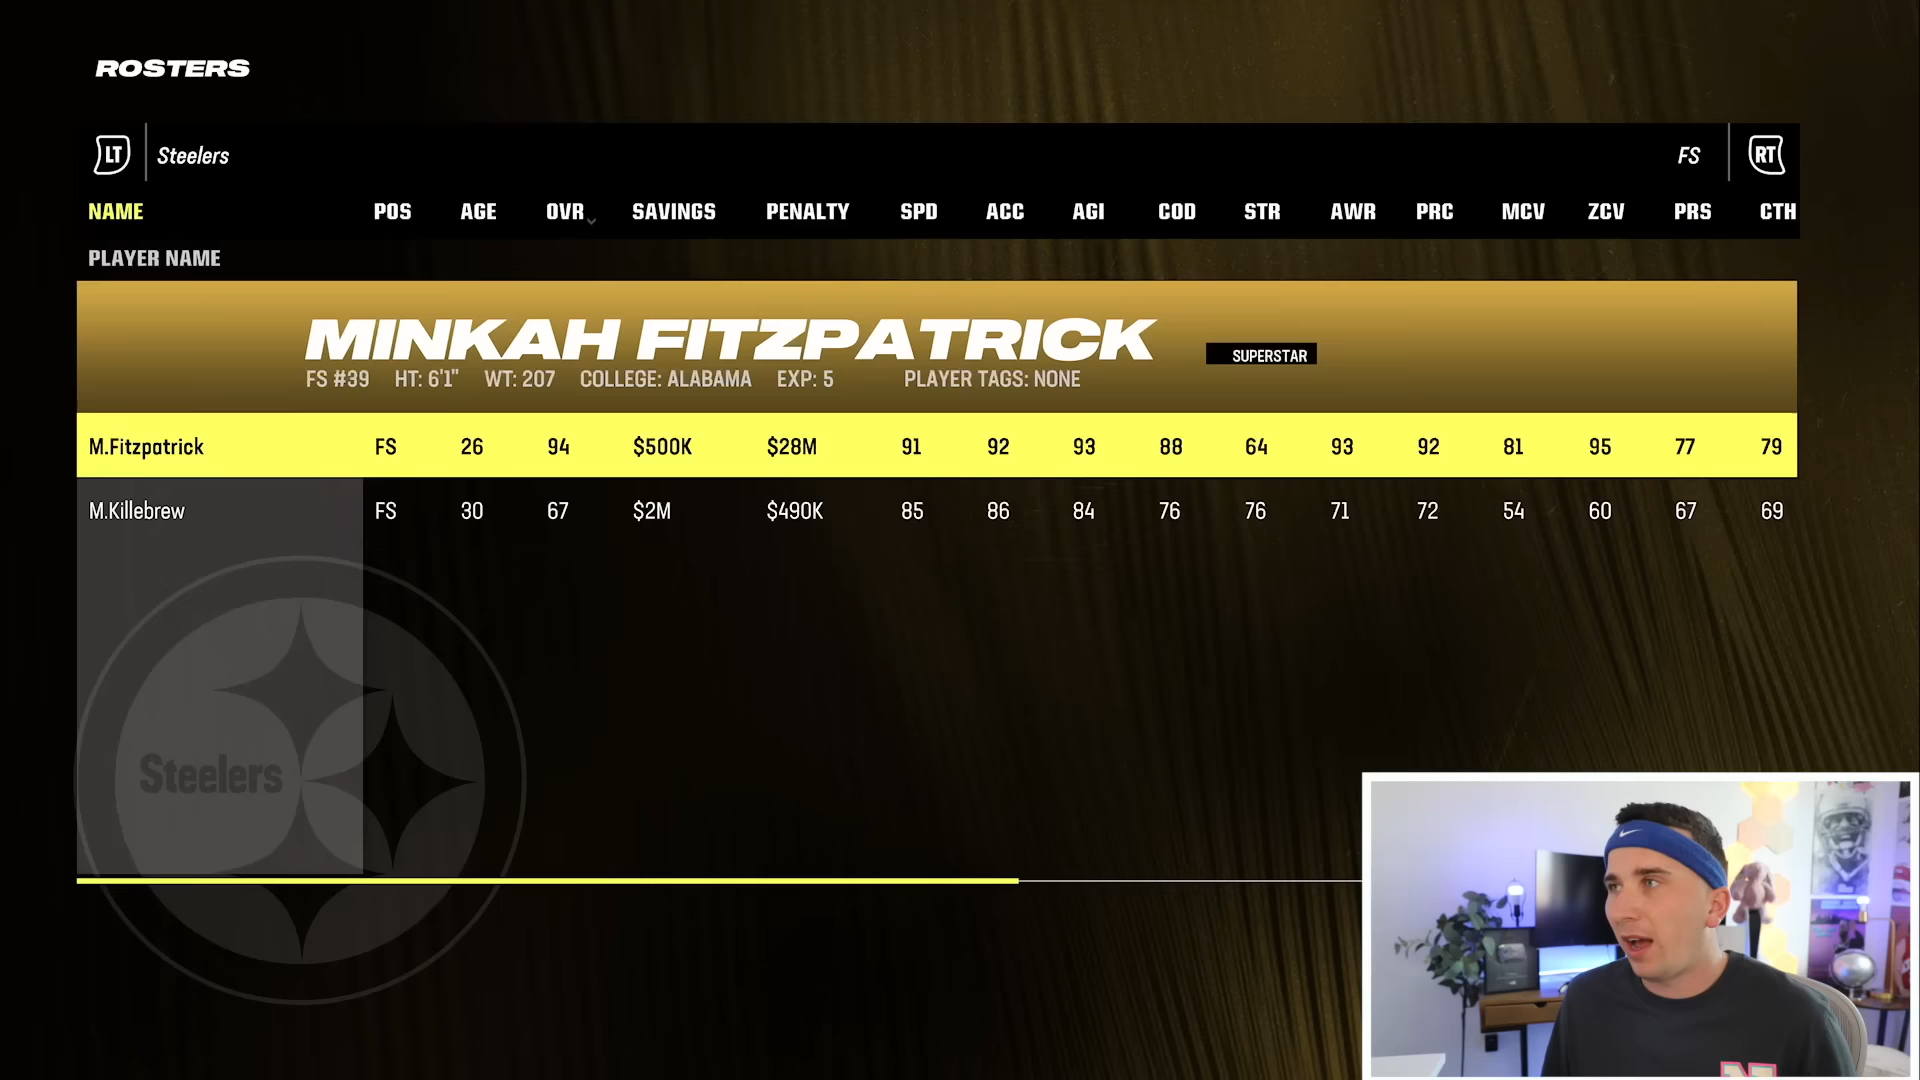 ROSTERS
LT Steelers FS RT
NAME POS AGE OVR SAVINGS PENALTY SPD ACC AGI COD STR AWR PRC MCV ZCV PRS CTH
PLAYER NAME
MINKAH FITZPATRICK
SUPERSTAR
FS #39 HT: 6'1" WT: 207 COLLEGE: ALABAMA EXP: 5 PLAYER TAGS: NONE
M.Fitzpatrick FS 26 94 $500K $28M 91 92 93 88 64 93 92 81 95 77 79
M.Killebrew FS 30 67 $2M $490K 85 86 84 76 76 71 72 54 60 67 69
Steelers